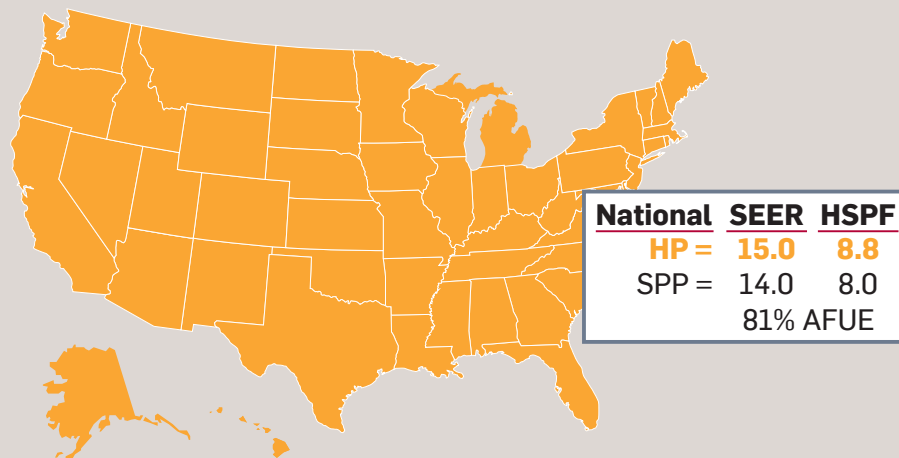 National SEER HSPF
HP = 15.0 8.8
SPP = 14.0 8.0
81% AFUE